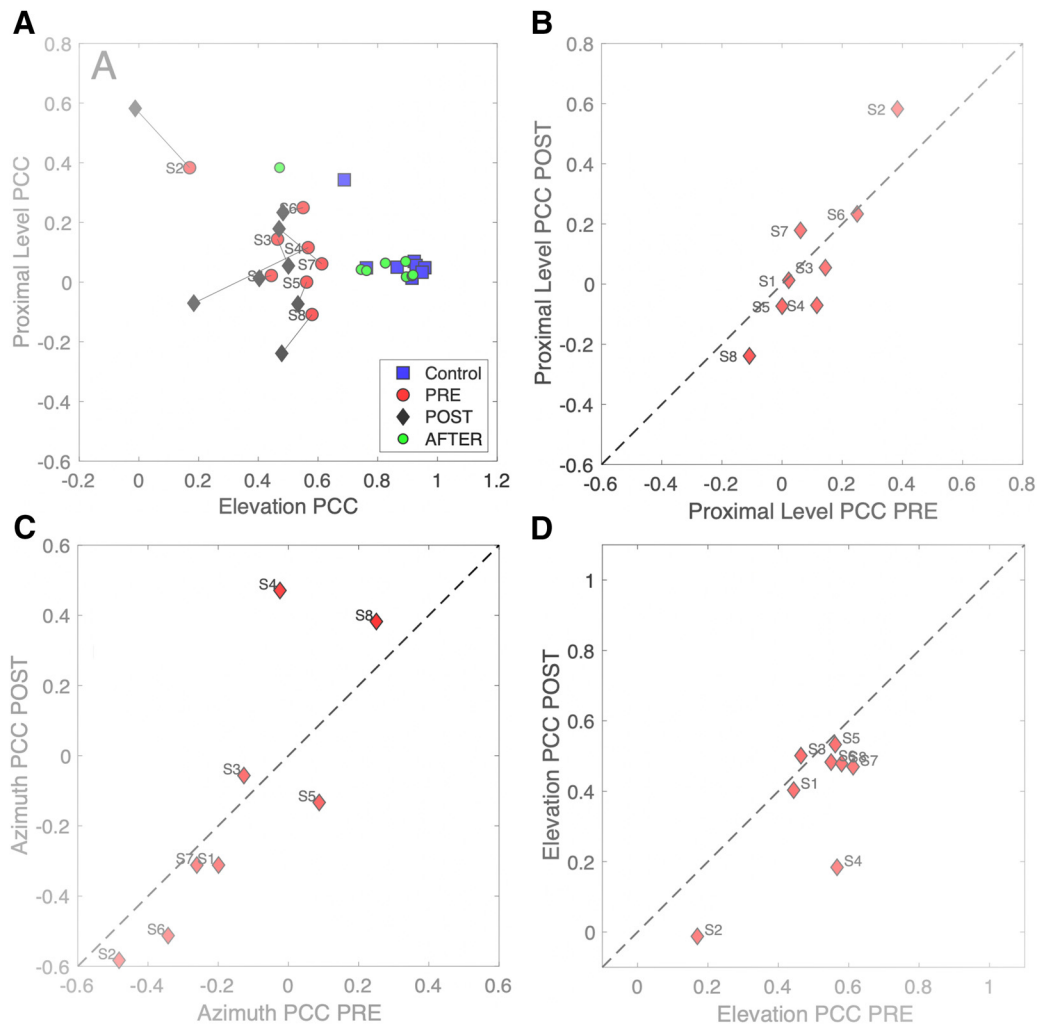 A
A
0.8
0.6
0.4
0.2
0
-0.2
-0.4
-0.6
Proximal Level PCC
S2
S6
S3
S4
S7
S5
S8
Control
PRE
POST
AFTER
-0.2 0 0.2 0.4 0.6 0.8 1 1.2
Elevation PCC
B
0.8
0.6
0.4
0.2
0
-0.2
-0.4
-0.6
Proximal Level PCC POST
S2
S6
S7
S3
S1
S5 S4
S8
-0.6 -0.4 -0.2 0 0.2 0.4 0.6 0.8
Proximal Level PCC PRE
C
0.6
0.4
0.2
0
-0.2
-0.4
-0.6
Azimuth PCC POST
S4
S8
S3
S5
S7 S1
S6
S2
-0.6 -0.4 -0.2 0 0.2 0.4 0.6
Azimuth PCC PRE
D
1
0.8
0.6
0.4
0.2
0
Elevation PCC POST
S5
S3 S6 S8 S7
S1
S4
S2
0 0.2 0.4 0.6 0.8 1
Elevation PCC PRE